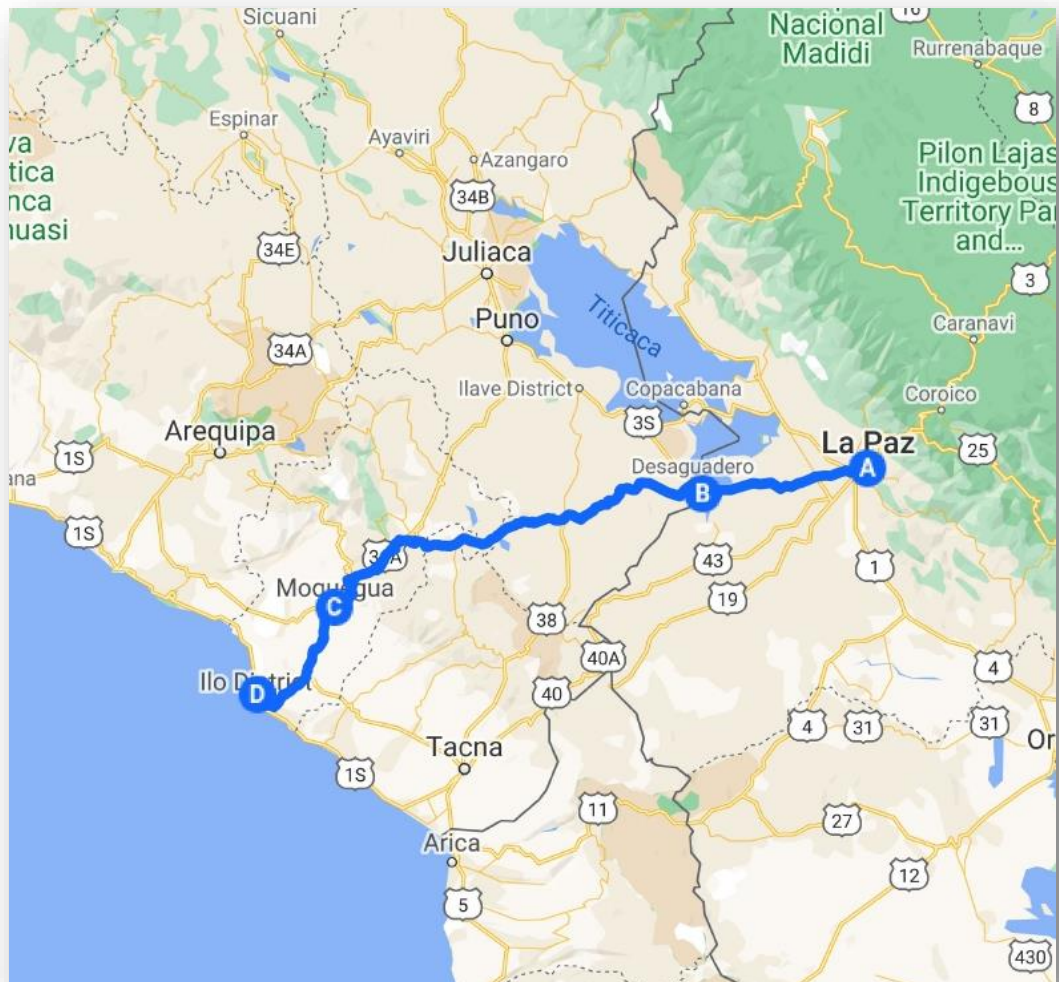 Sicuani
16
Nacional
Madidi
Rurrenabaque
8
Espinar
Ayaviri
Azangaro
va
tica
nca
huasi
34B
Pilon Lajas
Indigebous
Territory Par
and...
34E
Juliaca
3
Titicaca
Puno
Caranavi
34A
Ilave District
Copacabana
Coroico
3S
Arequipa
La Paz
25
1S
ana
Desaguadero
A
B
1S
43
1
Moquegua
C
19
38
40A
Ilo District
D
40
4
4
31
31
Tacna
Or
1S
11
27
Arica
12
5
430